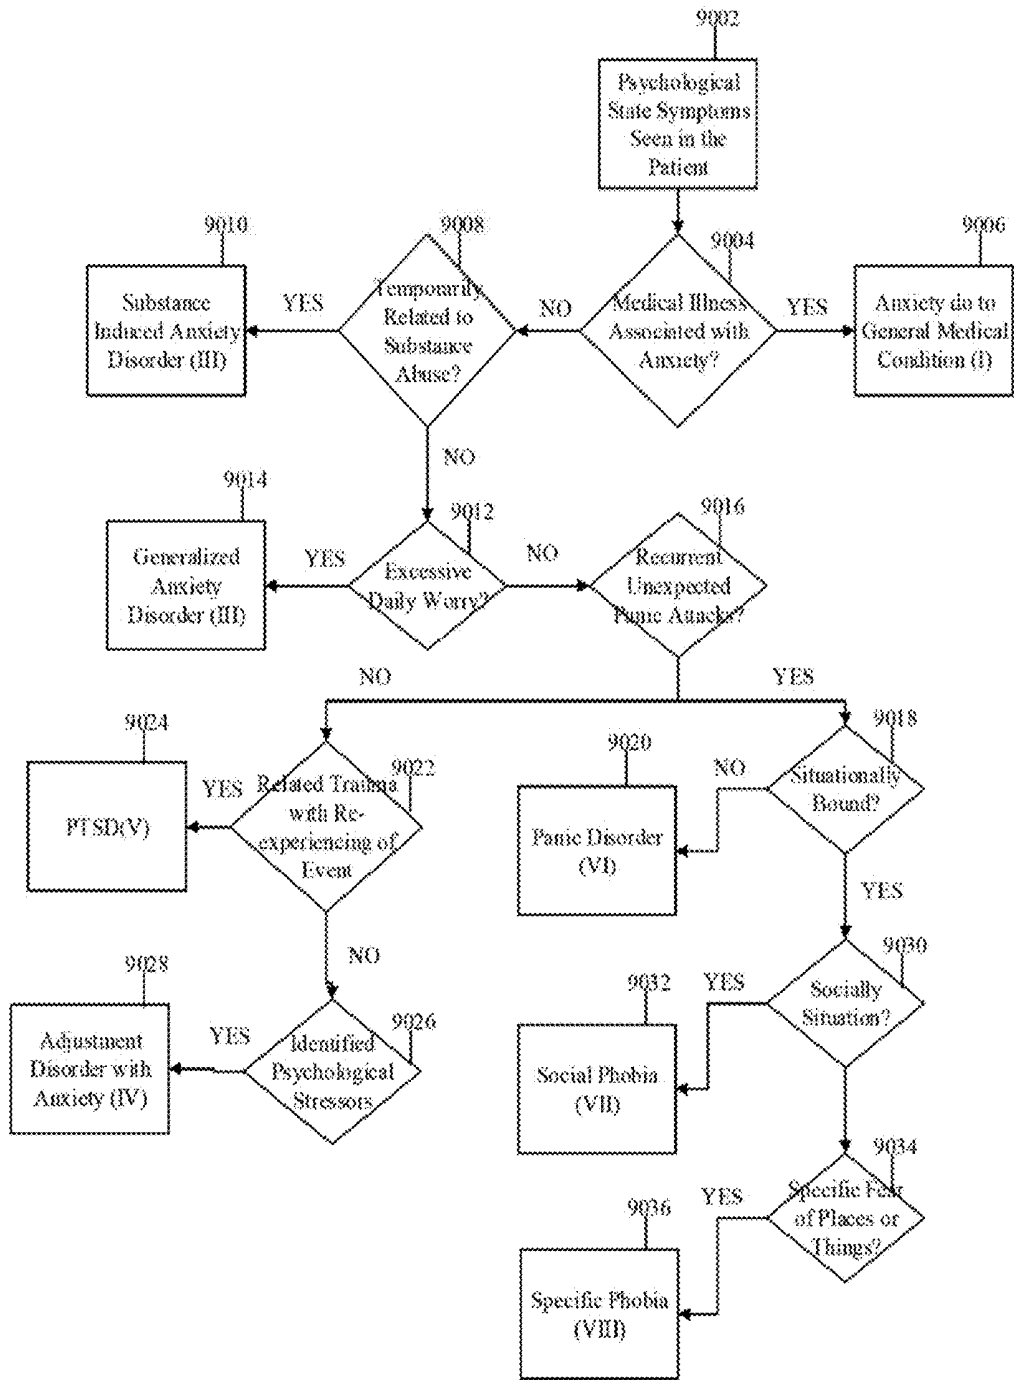 9002
Psychological
State Symptoms
Seen in the
Patient
9010
9008
9004
9006
Substance
Induced Anxiety
Disorder (III)
YES
Temporarily
Related to
Substance
Abuse?
NO
Medical Illness
Associated with
Anxiety?
YES
Anxiety do to
General Medical
Condition (I)
NO
9014
9012
9016
Generalized
Anxiety
Disorder (III)
YES
Excessive
Daily Worry?
NO
Recurrent
Unexpected
Panic Attacks?
NO
YES
9024
9022
9020
9018
PTSD(V)
YES
Related Trauma
with Re-
experiencing of
Event
Panic Disorder
(VI)
NO
Situationally
Bound?
YES
NO
9028
9026
9032
9030
Adjustment
Disorder with
Anxiety (IV)
YES
Identified
Psychological
Stressors
Social Phobia
(VII)
YES
Socially
Situation?
9036
9034
Specific Phobia
(VIII)
YES
Specific Fear
of Places or
Things?